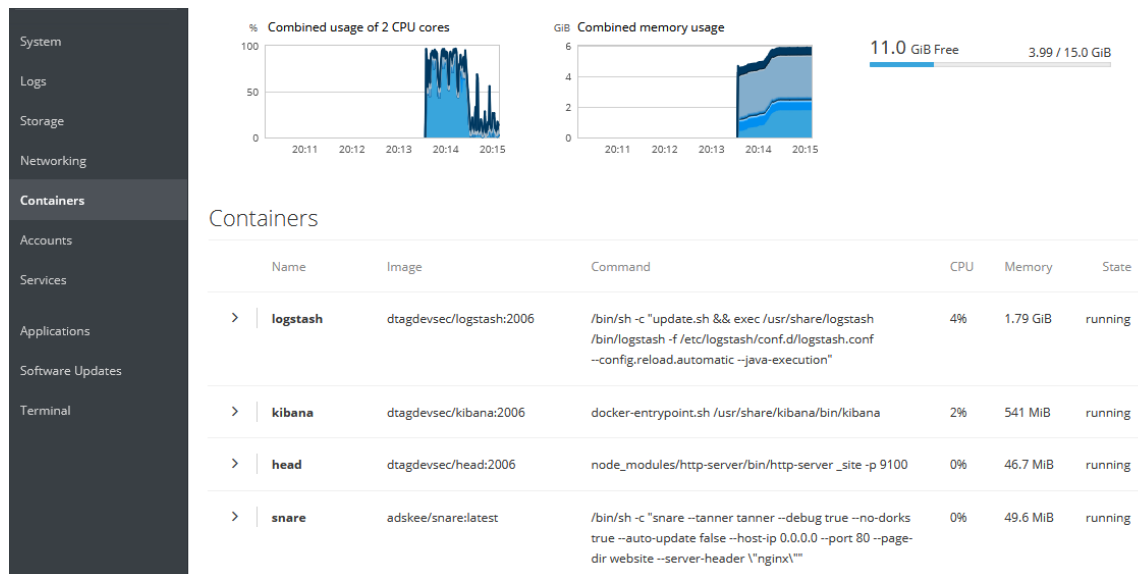 System
Logs
Storage
Networking
Containers
Accounts
Services
Applications
Software Updates
Terminal
% Combined usage of 2 CPU cores
100
50
0
20:11 20:12 20:13 20:14 20:15
GiB Combined memory usage
6
4
2
0
20:11 20:12 20:13 20:14 20:15
11.0 GiB Free 3.99 / 15.0 GiB
Containers
Name Image Command CPU Memory State
logstash dtagdevsec/logstash:2006 /bin/sh -c "update.sh && exec /usr/share/logstash 4% 1.79 GiB running
/bin/logstash -f /etc/logstash/conf.d/logstash.conf
--config.reload.automatic --java-execution"
kibana dtagdevsec/kibana:2006 docker-entrypoint.sh /usr/share/kibana/bin/kibana 2% 541 MiB running
head dtagdevsec/head:2006 node_modules/http-server/bin/http-server _site -p 9100 0% 46.7 MiB running
snare adskee/snare:latest /bin/sh -c "snare --tanner tanner --debug true --no-dorks 0% 49.6 MiB running
true --auto-update false --host-ip 0.0.0.0 --port 80 --page-
dir website --server-header \"nginx\""